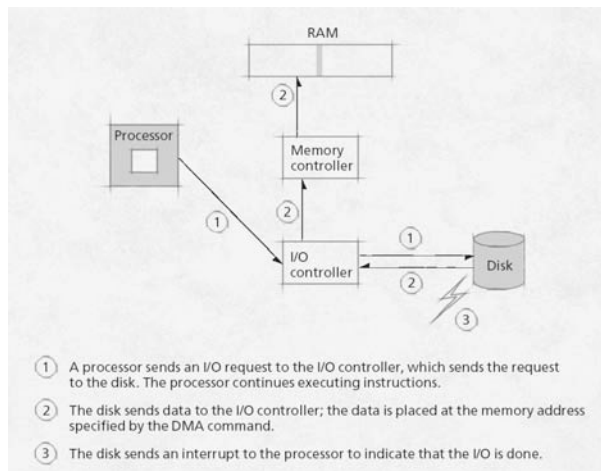 RAM
2
Processor
Memory
controller
1
2
I/O
controller
1
2
Disk
3
1 A processor sends an I/O request to the I/O controller, which sends the request
to the disk. The processor continues executing instructions.
2 The disk sends data to the I/O controller; the data is placed at the memory address
specified by the DMA command.
3 The disk sends an interrupt to the processor to indicate that the I/O is done.